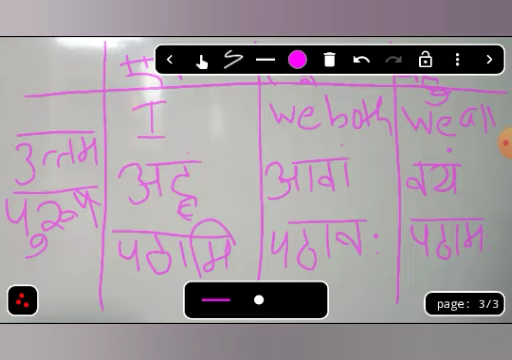 I we both we all
उत्तम अहं आवां वयं
पुरुष पठामि पठाव: पठाम
page: 3/3